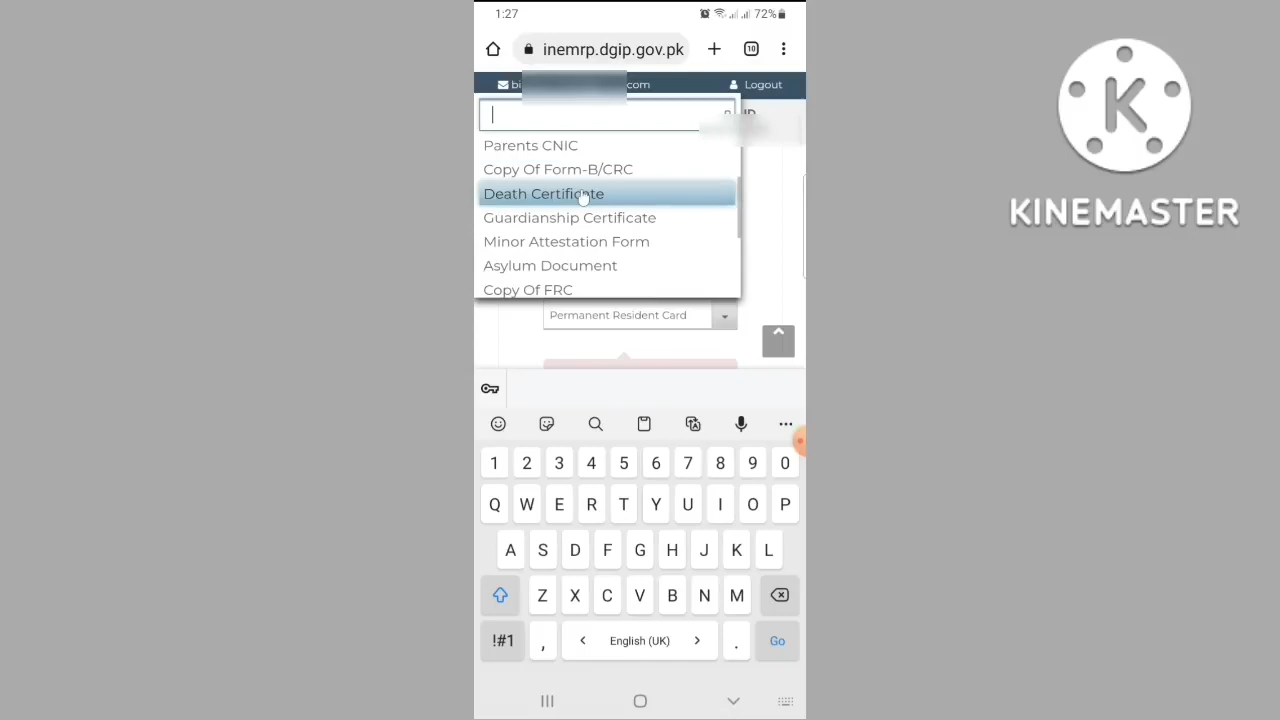 1:27 72%
inemrp.dgip.gov.pk 10
bi com Logout
Parents CNIC
Copy Of Form-B/CRC
Death Certificate
Guardianship Certificate
Minor Attestation Form
Asylum Document
Copy Of FRC
Permanent Resident Card
K
KINEMASTER
1 2 3 4 5 6 7 8 9 0
Q W E R T Y U I O P
A S D F G H J K L
Z X C V B N M
!#1 , < English (UK) > . Go